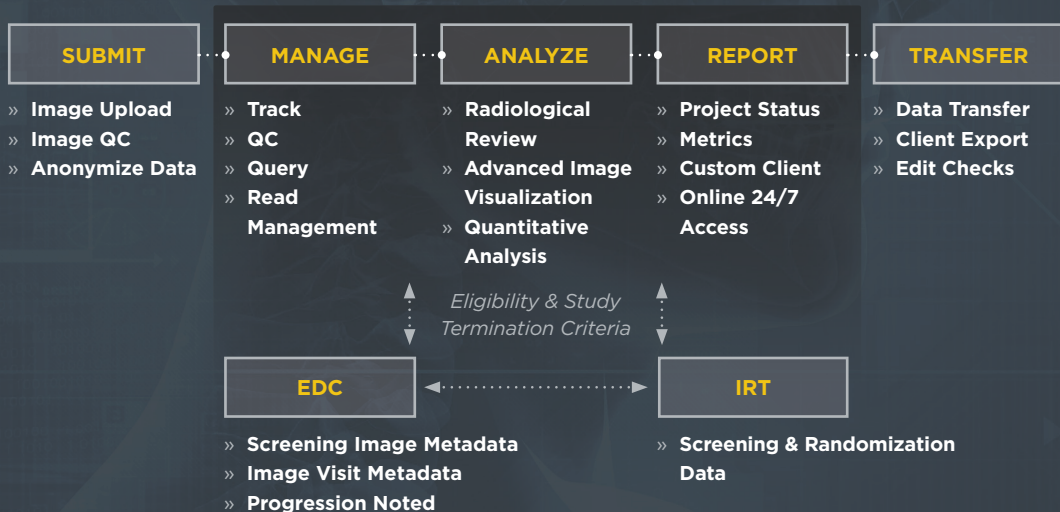 SUBMIT
» Image Upload
» Image QC
» Anonymize Data
MANAGE
» Track
» QC
» Query
» Read
Management
ANALYZE
» Radiological
Review
» Advanced Image
Visualization
» Quantitative
Analysis
REPORT
» Project Status
» Metrics
» Custom Client
» Online 24/7
Access
TRANSFER
» Data Transfer
» Client Export
» Edit Checks
Eligibility & Study
Termination Criteria
EDC
» Screening Image Metadata
» Image Visit Metadata
» Progression Noted
IRT
» Screening & Randomization
Data